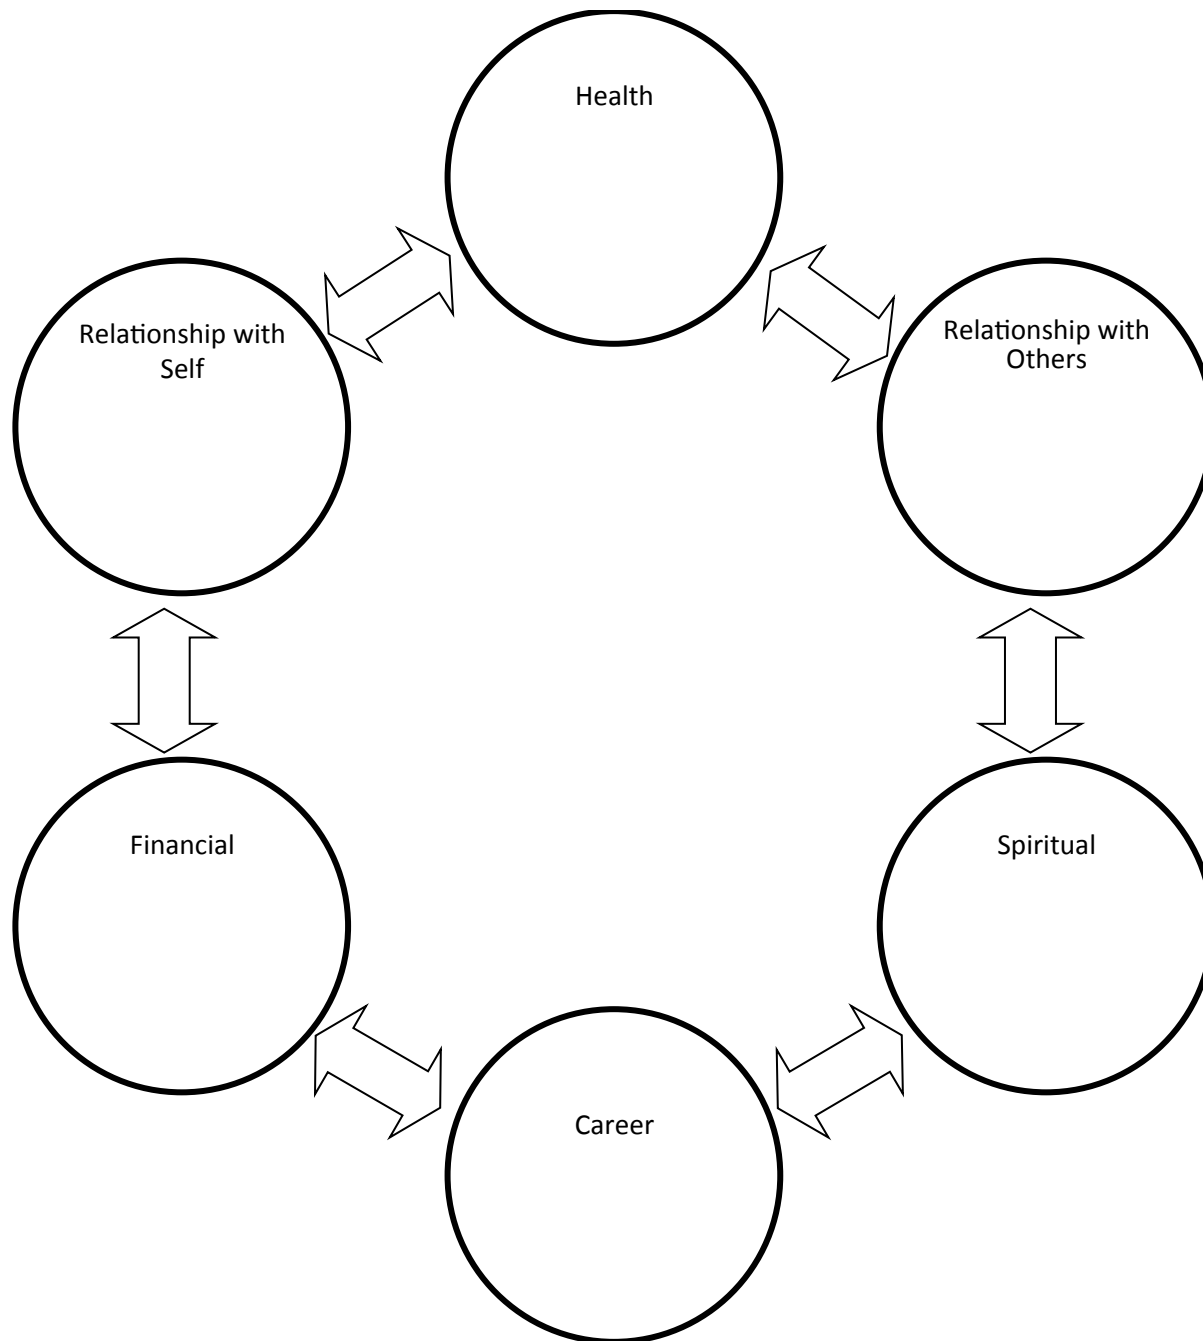 Health
Relationship with
Self
Relationship with
Others
Financial
Spiritual
Career